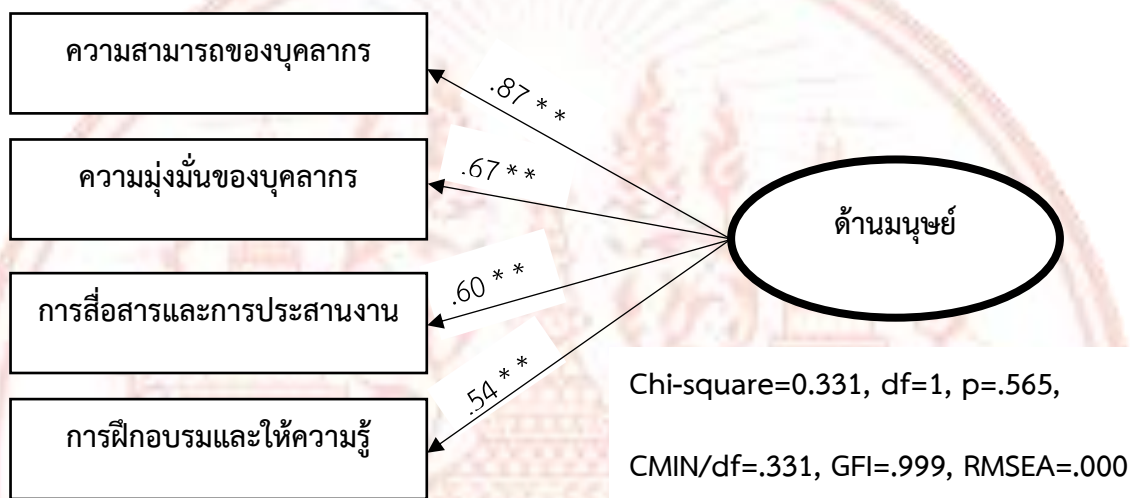 ความสามารถของบุคลากร
.87 * *
ความมุ่งมั่นของบุคลากร
.67 * *
ด้านมนุษย์
การสื่อสารและการประสานงาน
.60 * *
การฝึกอบรมและให้ความรู้
.54 * *
Chi-square=0.331, df=1, p=.565,
CMIN/df=.331, GFI=.999, RMSEA=.000